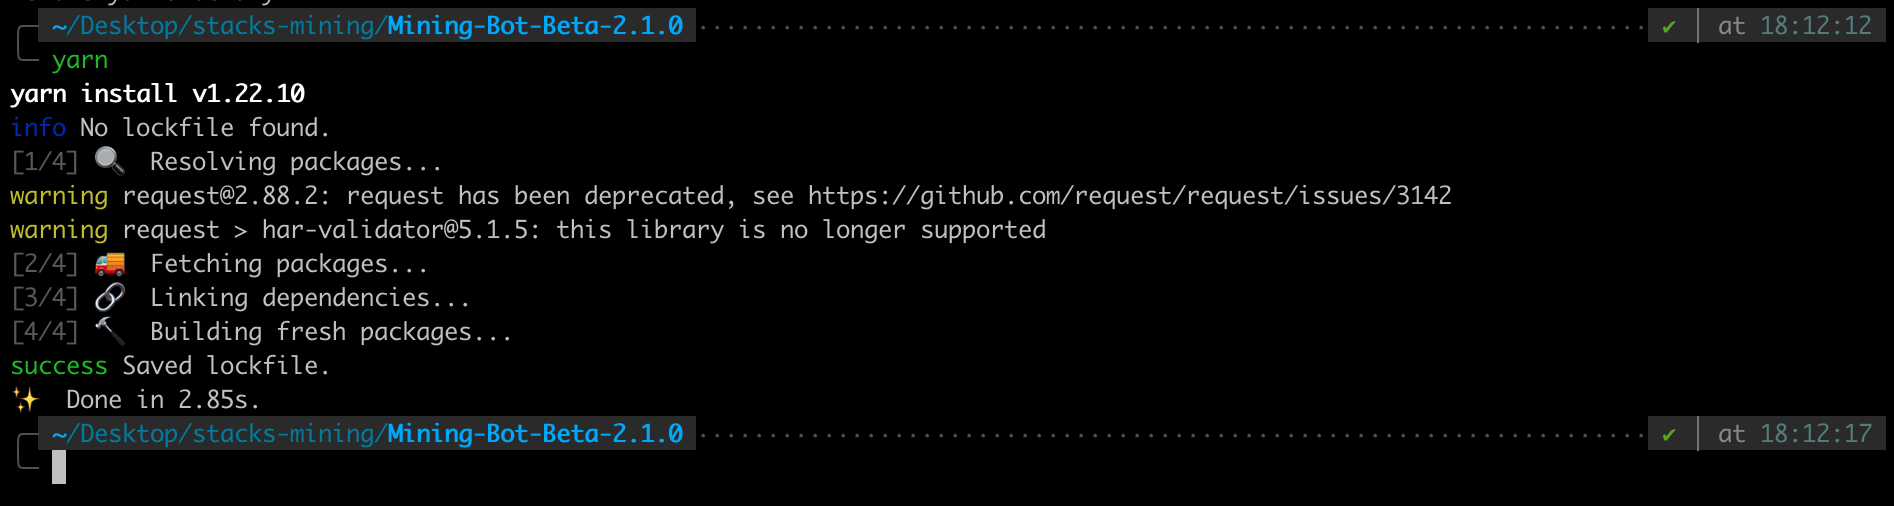 ~/Desktop/stacks-mining/Mining-Bot-Beta-2.1.0 ✔ at 18:12:12
yarn
yarn install v1.22.10
info No lockfile found.
[1/4] 🔍 Resolving packages...
warning request@2.88.2: request has been deprecated, see https://github.com/request/request/issues/3142
warning request > har-validator@5.1.5: this library is no longer supported
[2/4] 🚚 Fetching packages...
[3/4] 🔗 Linking dependencies...
[4/4] 🔨 Building fresh packages...
success Saved lockfile.
✨ Done in 2.85s.
~/Desktop/stacks-mining/Mining-Bot-Beta-2.1.0 ✔ at 18:12:17